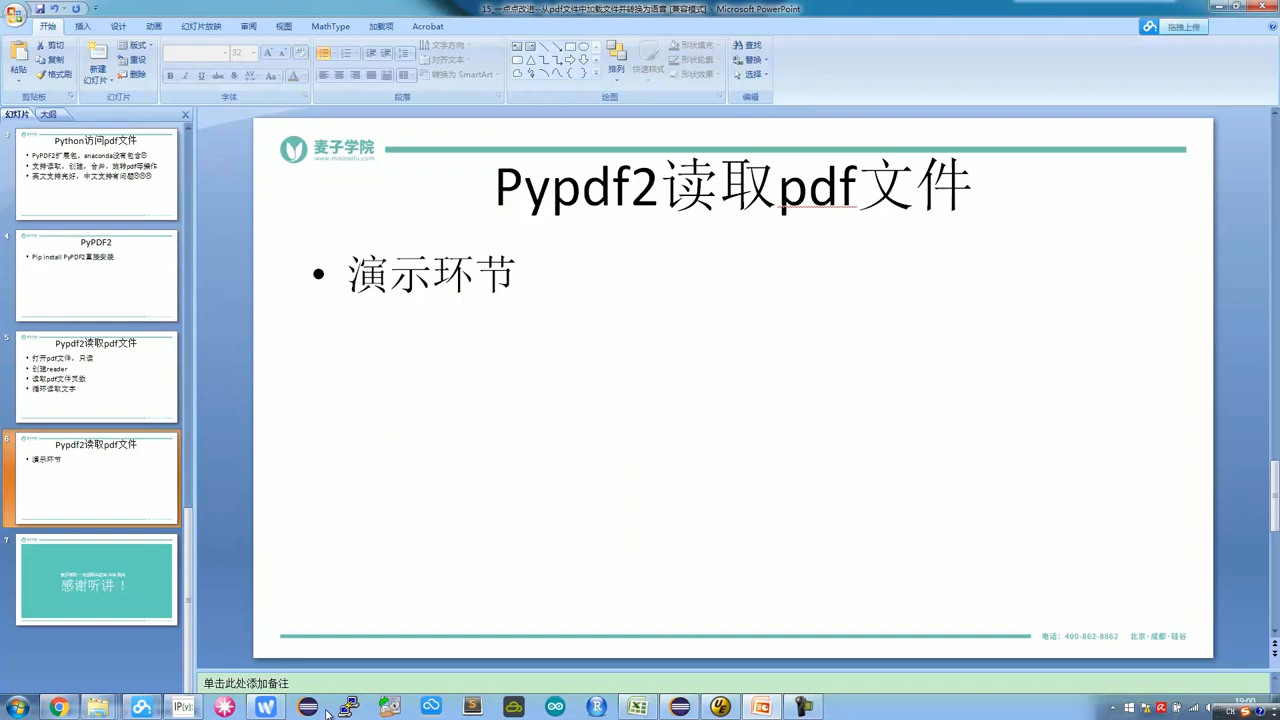 15 一点点改进--从pdf文件中加载文件并转换为语音 [兼容模式] - Microsoft PowerPoint
开始 插入 设计 动画 幻灯片放映 审阅 视图 MathType 加载项 Acrobat
拖拽上传
粘贴
剪切
复制
格式刷
剪贴板
新建
幻灯片
版式
重设
删除
幻灯片
32
字体
文字方向
对齐文本
转换为 SmartArt
段落
排列
快速样式
形状填充
形状轮廓
形状效果
绘图
查找
替换
选择
编辑
幻灯片 大纲
3
Python访问pdf文件
• PyPDF2扩展包，anaconda没有包含☹
• 支持读取，创建，合并，旋转pdf等操作
• 英文支持完好，中文支持有问题☹☹☹
4
PyPDF2
• Pip install PyPDF2直接安装
5
Pypdf2读取pdf文件
• 打开pdf文件，只读
• 创建reader
• 读取pdf文件页数
• 循环读取文字
6
Pypdf2读取pdf文件
• 演示环节
7
感谢听讲！
麦子学院
www.maiziedu.com
Pypdf2读取pdf文件
• 演示环节
电话：400-862-8862 北京·成都·硅谷
单击此处添加备注
IP[y]:
19:00
CH